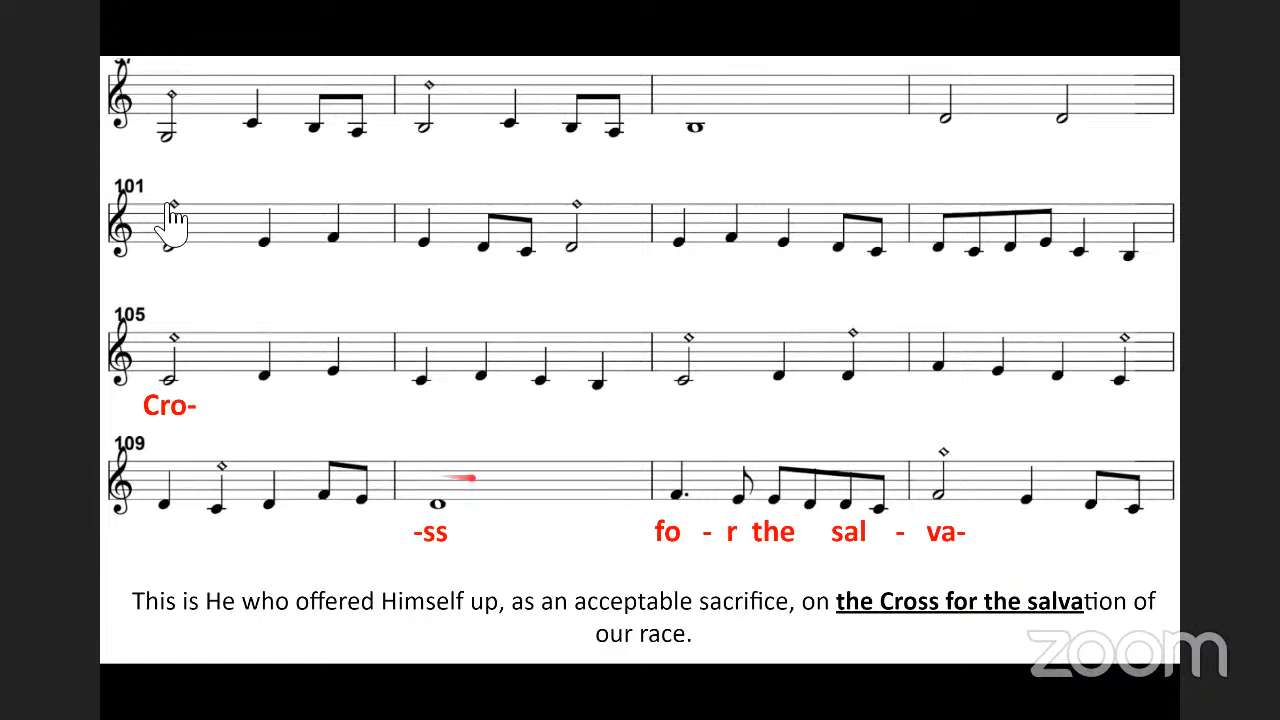 101
105
Cro-
109
-ss fo - r the sal - va-
This is He who offered Himself up, as an acceptable sacrifice, on the Cross for the salvation of
our race.
zoom